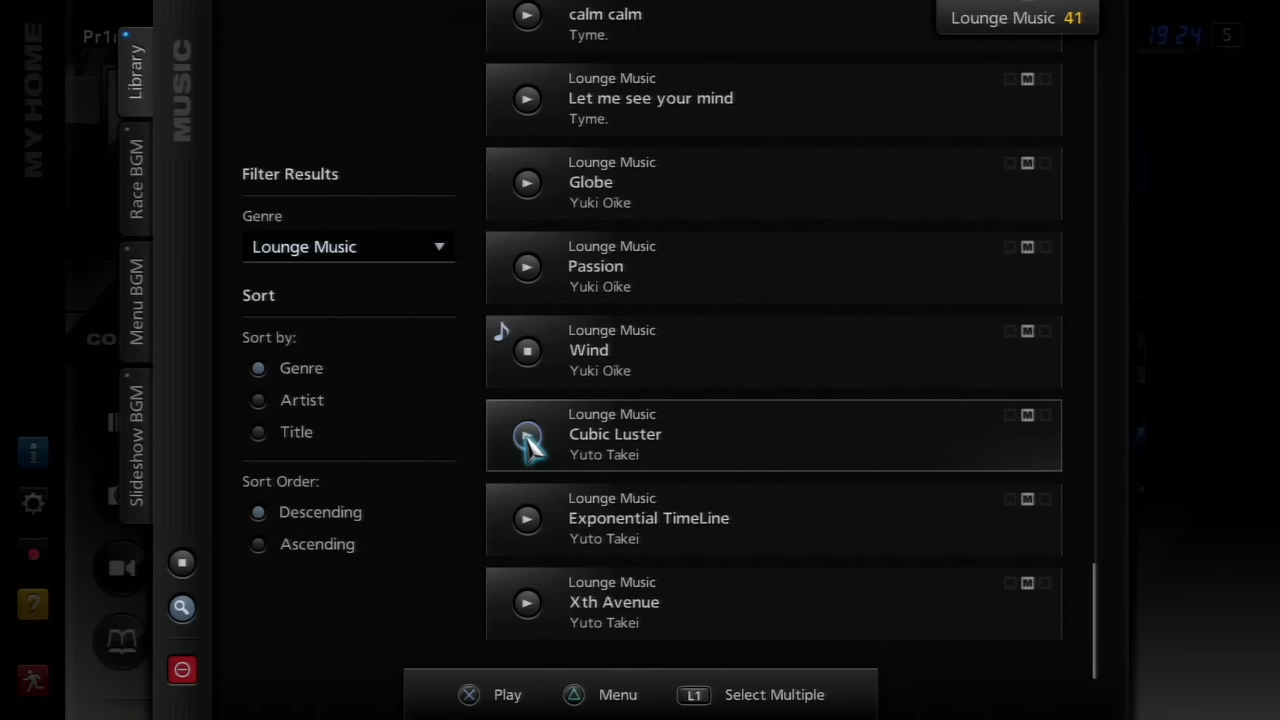 MY HOME
Pr1
Library
Race BGM
Menu BGM
Slideshow BGM
MUSIC
Lounge Music 41
19 24
5
Filter Results
Genre
Lounge Music
Sort
Sort by:
Genre
Artist
Title
Sort Order:
Descending
Ascending
calm calm
Tyme.
Lounge Music
M
Let me see your mind
Tyme.
Lounge Music
M
Globe
Yuki Oike
Lounge Music
M
Passion
Yuki Oike
Lounge Music
M
Wind
Yuki Oike
Lounge Music
M
Cubic Luster
Yuto Takei
Lounge Music
M
Exponential TimeLine
Yuto Takei
Lounge Music
M
Xth Avenue
Yuto Takei
Play
Menu
L1
Select Multiple